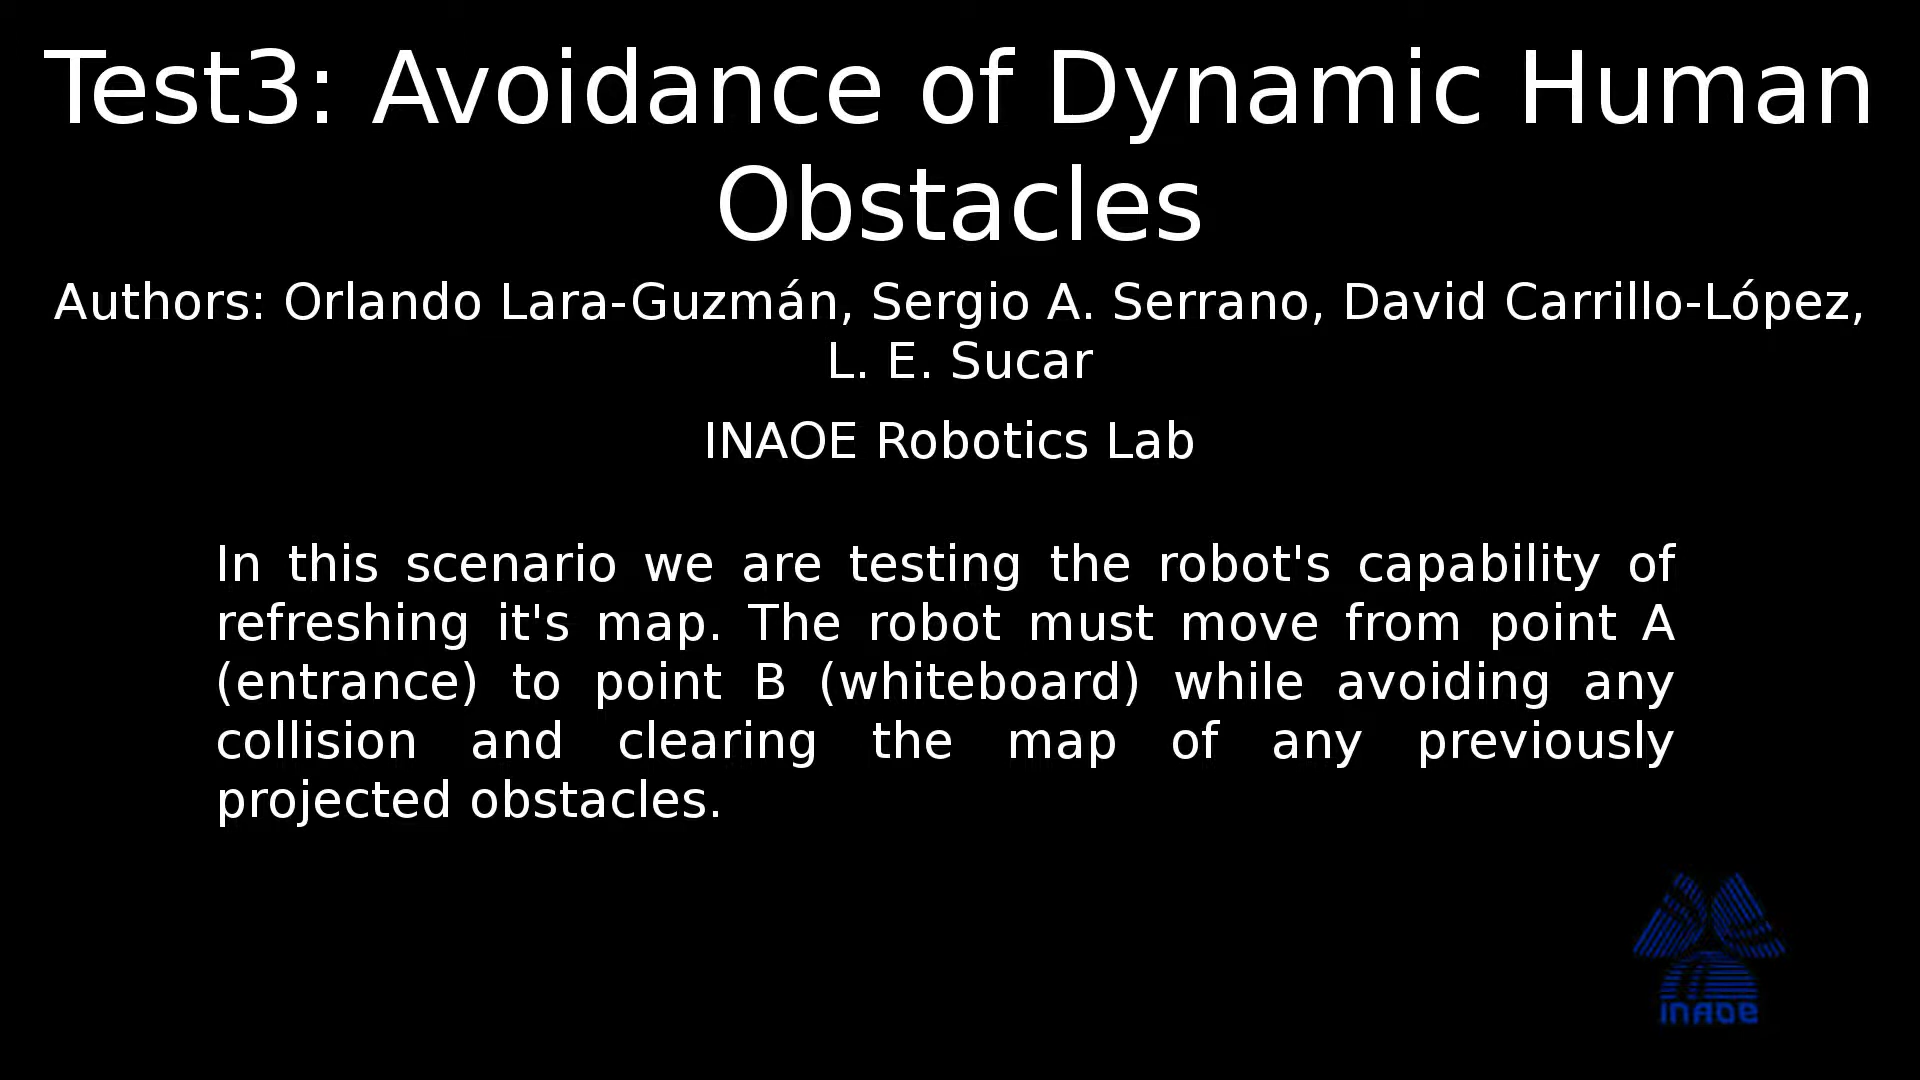 Test3: Avoidance of Dynamic Human
Obstacles
Authors: Orlando Lara-Guzmán, Sergio A. Serrano, David Carrillo-López,
L. E. Sucar
INAOE Robotics Lab
In this scenario we are testing the robot's capability of
refreshing it's map. The robot must move from point A
(entrance) to point B (whiteboard) while avoiding any
collision and clearing the map of any previously
projected obstacles.
INAOE